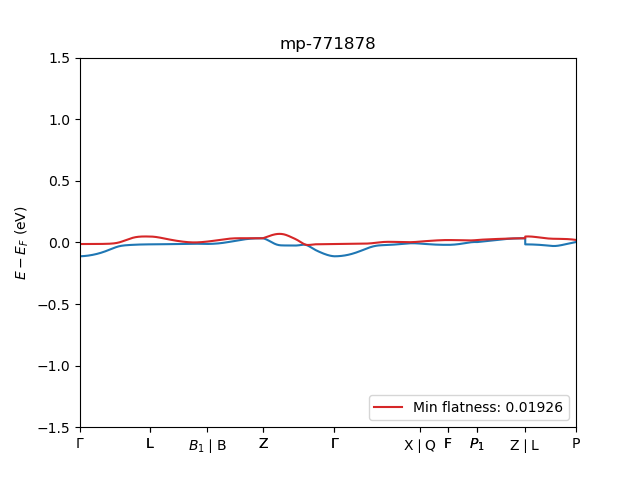 mp-771878
1.5
1.0
0.5
0.0
−0.5
−1.0
−1.5
E − E_F (eV)
Min flatness: 0.01926
Γ L B₁ | B Z Γ X | Q F P₁ Z | L P